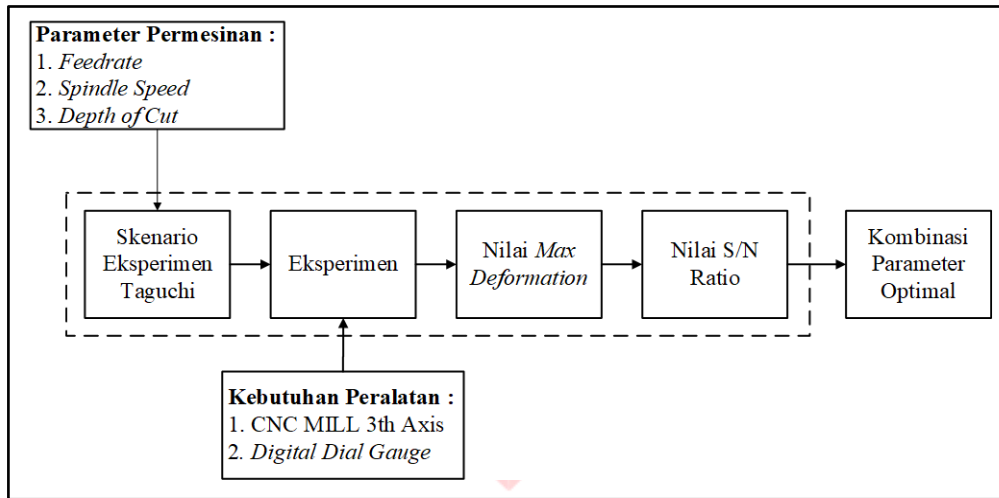 Parameter Permesinan :
1. Feedrate
2. Spindle Speed
3. Depth of Cut
Skenario
Eksperimen
Taguchi
Eksperimen
Nilai Max
Deformation
Nilai S/N
Ratio
Kombinasi
Parameter
Optimal
Kebutuhan Peralatan :
1. CNC MILL 3th Axis
2. Digital Dial Gauge